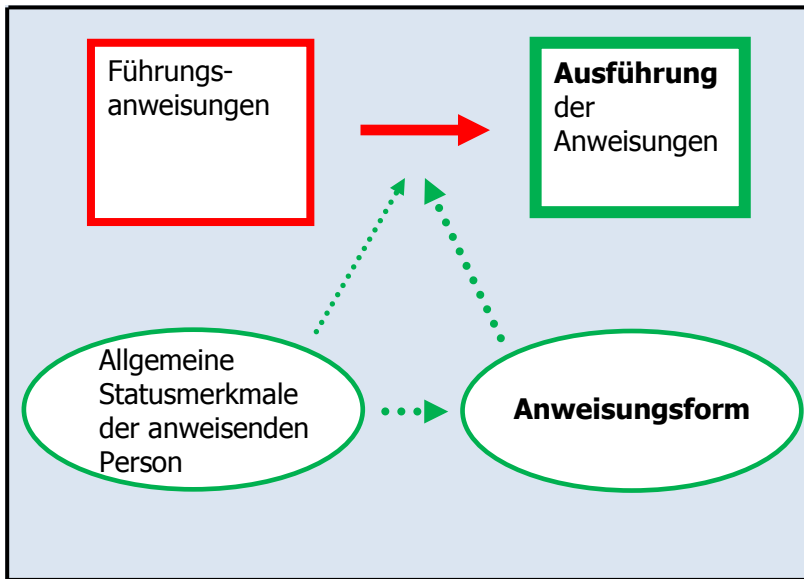 Führungs-
anweisungen
Ausführung
der
Anweisungen
Allgemeine
Statusmerkmale
der anweisenden
Person
Anweisungsform